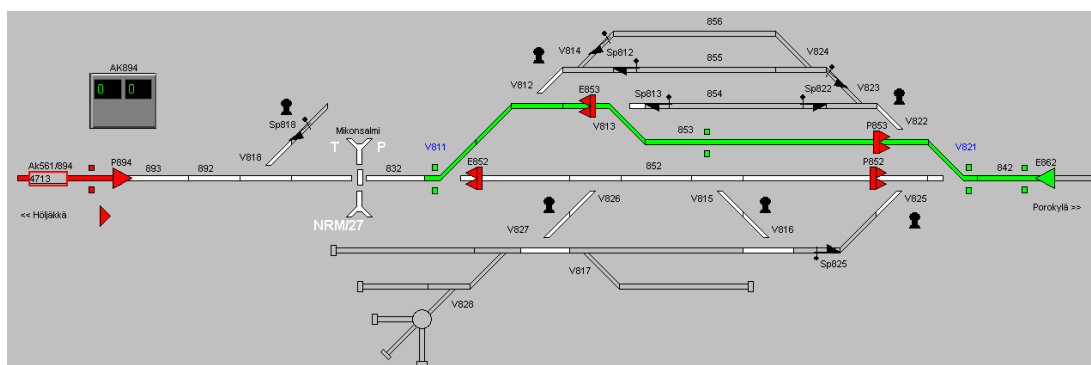 856
V814
Sp812
V824
AK894
855
0 0
V812
E853
Sp813
854
Sp822
V823
V822
Sp818
Mikonsalmi
T P
V813
853
P853
V811
V821
V818
Ak561/894
4713
P894
893
892
832
E852
852
P852
842
E862
<< Höljäkkä
NRM/27
V826
V815
V825
Porokylä >>
V827
V816
Sp825
V817
V828